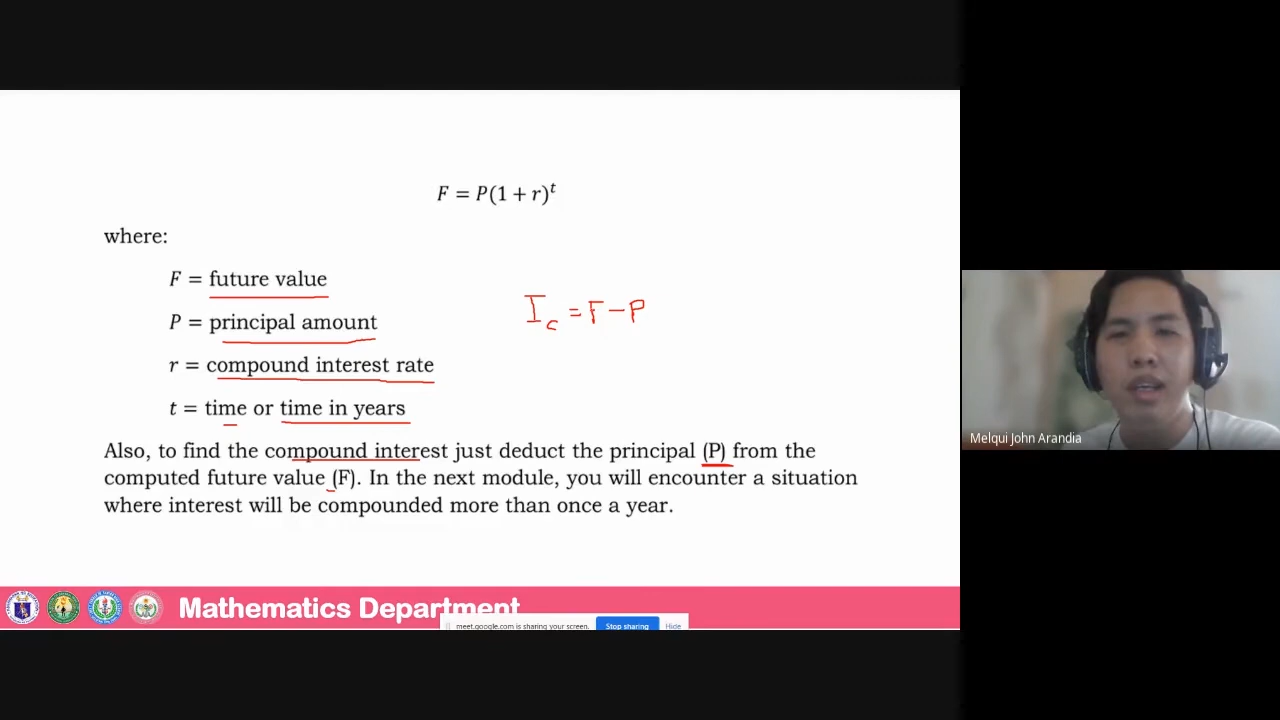 F = P(1 + r)^t
where:
F = future value
P = principal amount
I_c = F − P
r = compound interest rate
t = time or time in years
Also, to find the compound interest just deduct the principal (P) from the
computed future value (F). In the next module, you will encounter a situation
where interest will be compounded more than once a year.
Melqui John Arandia
Mathematics Department
meet.google.com is sharing your screen. Stop sharing Hide